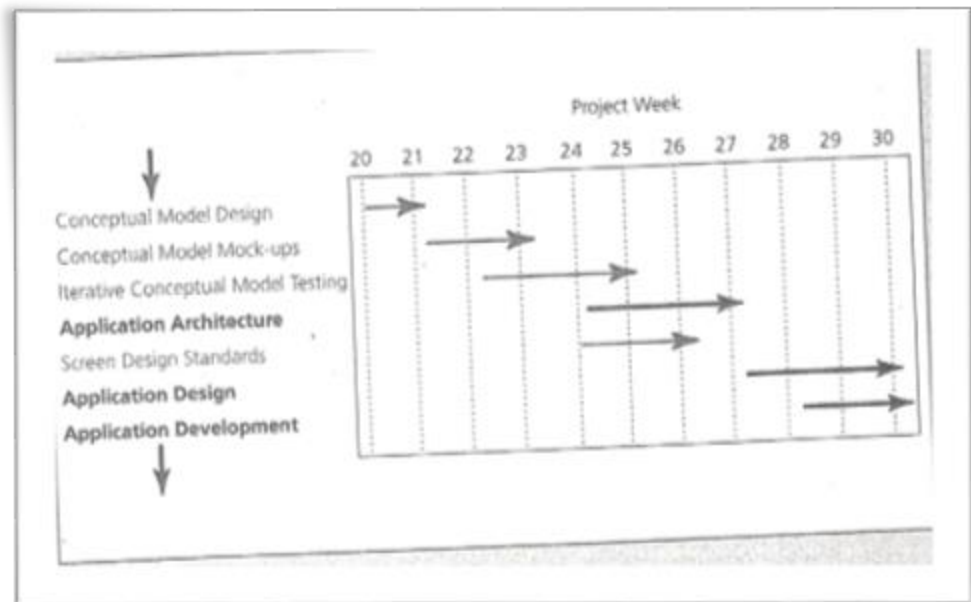 Project Week
20 21 22 23 24 25 26 27 28 29 30
Conceptual Model Design
Conceptual Model Mock-ups
Iterative Conceptual Model Testing
Application Architecture
Screen Design Standards
Application Design
Application Development